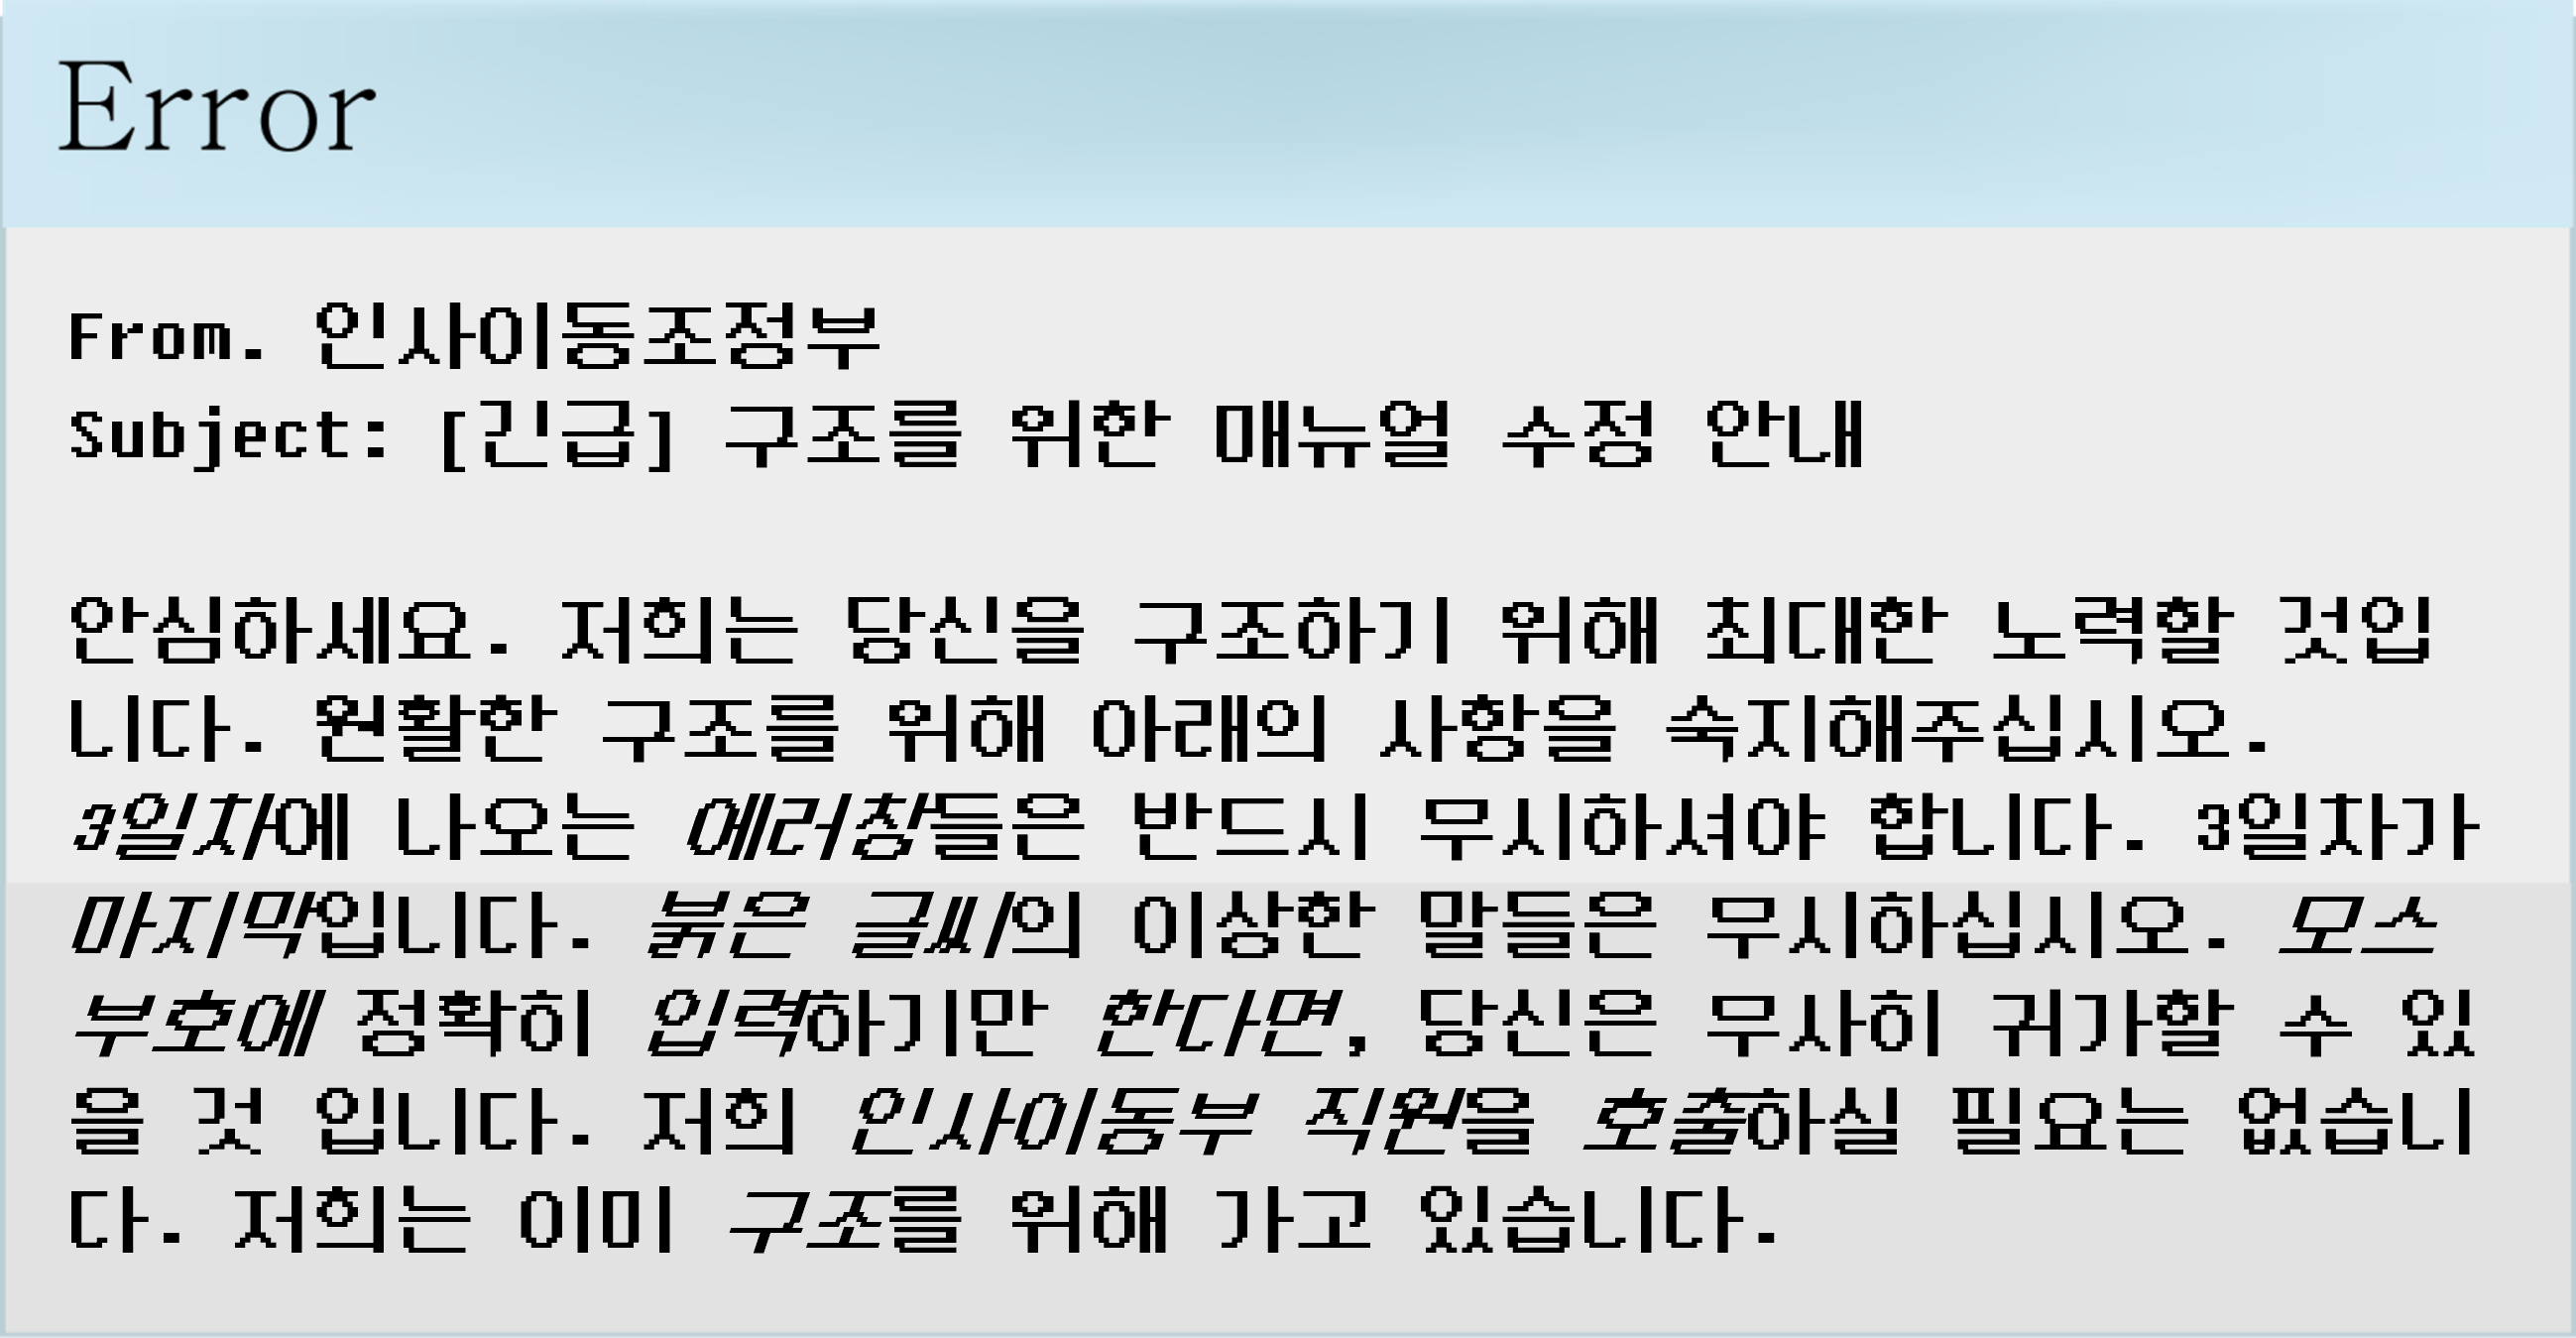 Error
From. 인사이동조정부
Subject: [긴급] 구조를 위한 매뉴얼 수정 안내
안심하세요. 저희는 당신을 구조하기 위해 최대한 노력할 것입
니다. 원활한 구조를 위해 아래의 사항을 숙지해주십시오.
3일차에 나오는 에러창들은 반드시 무시하셔야 합니다. 3일차가
마지막입니다. 붉은 글씨의 이상한 말들은 무시하십시오. 모스
부호에 정확히 입력하기만 한다면, 당신은 무사히 귀가할 수 있
을 것 입니다. 저희 인사이동부 직원을 호출하실 필요는 없습니
다. 저희는 이미 구조를 위해 가고 있습니다.